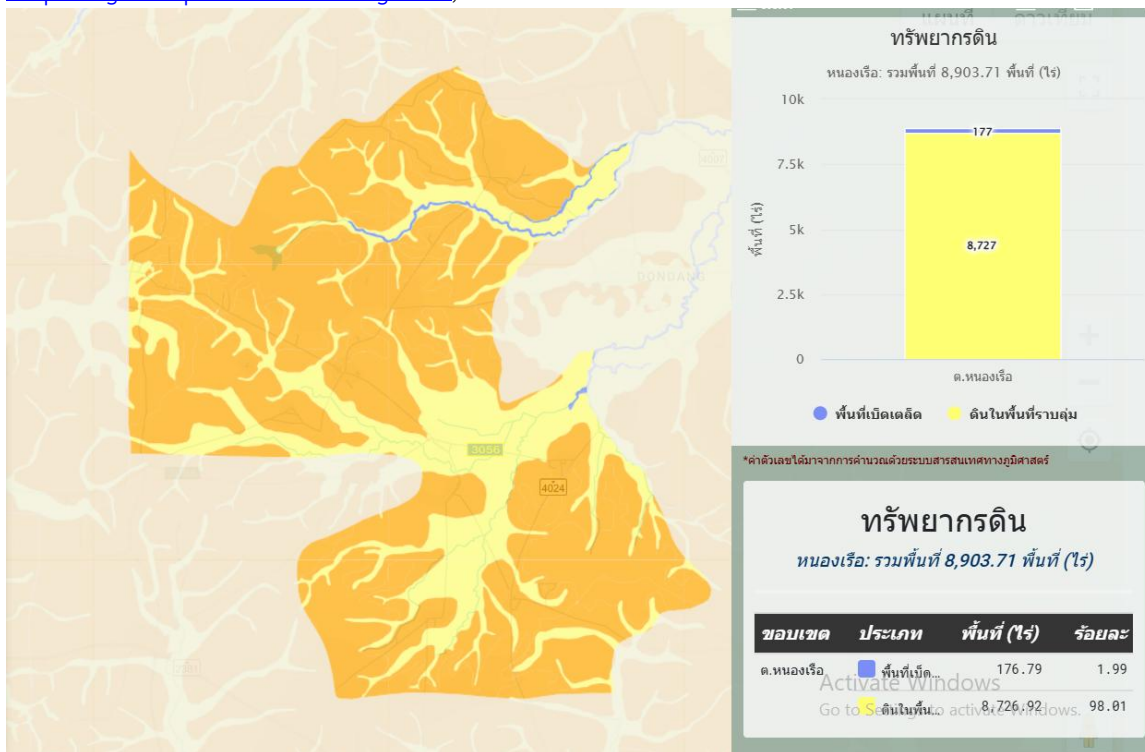 แผนที่ ดาวเทียม
ทรัพยากรดิน
หนองเรือ: รวมพื้นที่ 8,903.71 พื้นที่ (ไร่)
10k
7.5k
5k
2.5k
0
พื้นที่ (ไร่)
177
8,727
ต.หนองเรือ
พื้นที่เบ็ดเตล็ด
ดินในพื้นที่ราบลุ่ม
*ค่าตัวเลขได้มาจากการคำนวณด้วยระบบสารสนเทศทางภูมิศาสตร์
DONDANG
3056
4024
ทรัพยากรดิน
หนองเรือ: รวมพื้นที่ 8,903.71 พื้นที่ (ไร่)
ขอบเขต ประเภท พื้นที่ (ไร่) ร้อยละ
ต.หนองเรือ พื้นที่เบ็ด... 176.79 1.99
ดินในพื้น... 8,726.92 98.01
Activate Windows
Go to Settings to activate Windows.